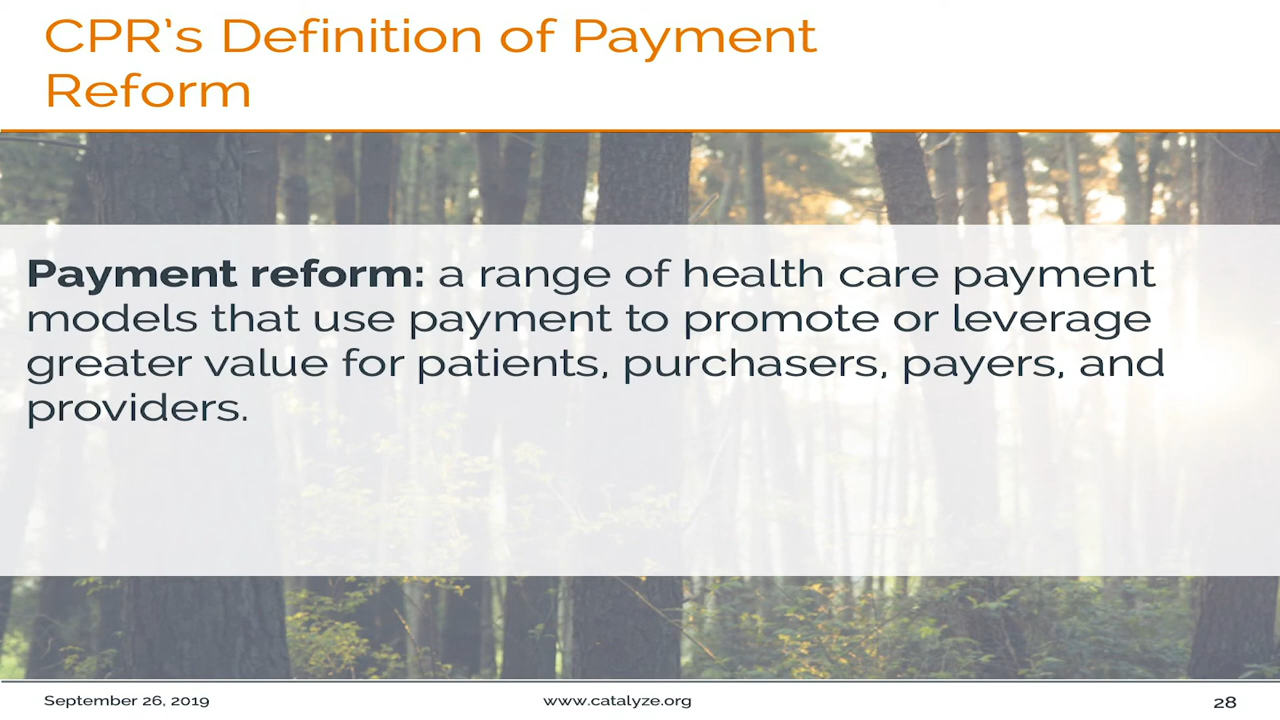 CPR's Definition of Payment
Reform
Payment reform: a range of health care payment
models that use payment to promote or leverage
greater value for patients, purchasers, payers, and
providers.
September 26, 2019
www.catalyze.org
28